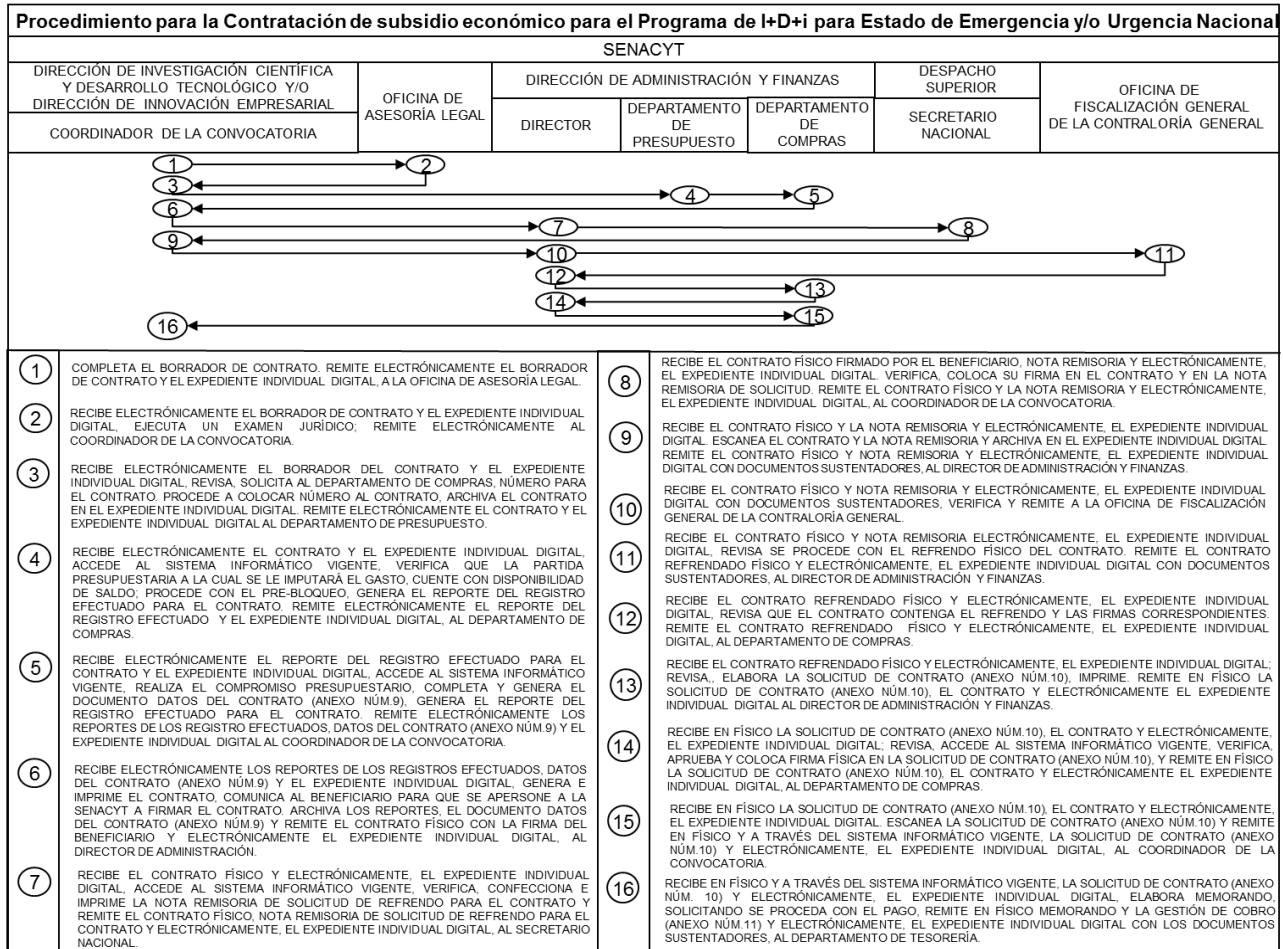 Procedimiento para la Contratación de subsidio económico para el Programa de I+D+i para Estado de Emergencia y/o Urgencia Nacional
SENACYT
DIRECCIÓN DE INVESTIGACIÓN CIENTÍFICA
Y DESARROLLO TECNOLÓGICO Y/O
DIRECCIÓN DE INNOVACIÓN EMPRESARIAL
COORDINADOR DE LA CONVOCATORIA
OFICINA DE
ASESORÍA LEGAL
DIRECCIÓN DE ADMINISTRACIÓN Y FINANZAS
DIRECTOR
DEPARTAMENTO
DE
PRESUPUESTO
DEPARTAMENTO
DE
COMPRAS
DESPACHO
SUPERIOR
SECRETARIO
NACIONAL
OFICINA DE
FISCALIZACIÓN GENERAL
DE LA CONTRALORÍA GENERAL
1
2
3
4
5
6
7
8
9
10
11
12
13
14
15
16
1
COMPLETA EL BORRADOR DE CONTRATO. REMITE ELECTRÓNICAMENTE EL BORRADOR
DE CONTRATO Y EL EXPEDIENTE INDIVIDUAL DIGITAL, A LA OFICINA DE ASESORÍA LEGAL.
2
RECIBE ELECTRÓNICAMENTE EL BORRADOR DE CONTRATO Y EL EXPEDIENTE INDIVIDUAL
DIGITAL, EJECUTA UN EXAMEN JURÍDICO; REMITE ELECTRÓNICAMENTE AL
COORDINADOR DE LA CONVOCATORIA.
3
RECIBE ELECTRÓNICAMENTE EL BORRADOR DEL CONTRATO Y EL EXPEDIENTE
INDIVIDUAL DIGITAL, REVISA, SOLICITA AL DEPARTAMENTO DE COMPRAS, NÚMERO PARA
EL CONTRATO. PROCEDE A COLOCAR NÚMERO AL CONTRATO, ARCHIVA EL CONTRATO
EN EL EXPEDIENTE INDIVIDUAL DIGITAL. REMITE ELECTRÓNICAMENTE EL CONTRATO Y EL
EXPEDIENTE INDIVIDUAL DIGITAL AL DEPARTAMENTO DE PRESUPUESTO.
4
RECIBE ELECTRÓNICAMENTE EL CONTRATO Y EL EXPEDIENTE INDIVIDUAL DIGITAL,
ACCEDE AL SISTEMA INFORMÁTICO VIGENTE, VERIFICA QUE LA PARTIDA
PRESUPUESTARIA A LA CUAL SE LE IMPUTARÁ EL GASTO, CUENTE CON DISPONIBILIDAD
DE SALDO; PROCEDE CON EL PRE-BLOQUEO, GENERA EL REPORTE DEL REGISTRO
EFECTUADO PARA EL CONTRATO. REMITE ELECTRÓNICAMENTE EL REPORTE DEL
REGISTRO EFECTUADO Y EL EXPEDIENTE INDIVIDUAL DIGITAL, AL DEPARTAMENTO DE
COMPRAS.
5
RECIBE ELECTRÓNICAMENTE EL REPORTE DEL REGISTRO EFECTUADO PARA EL
CONTRATO Y EL EXPEDIENTE INDIVIDUAL DIGITAL, ACCEDE AL SISTEMA INFORMÁTICO
VIGENTE, REALIZA EL COMPROMISO PRESUPUESTARIO, COMPLETA Y GENERA EL
DOCUMENTO DATOS DEL CONTRATO (ANEXO NÚM.9), GENERA EL REPORTE DEL
REGISTRO EFECTUADO PARA EL CONTRATO. REMITE ELECTRÓNICAMENTE LOS
REPORTES DE LOS REGISTRO EFECTUADOS, DATOS DEL CONTRATO (ANEXO NÚM.9) Y EL
EXPEDIENTE INDIVIDUAL DIGITAL AL COORDINADOR DE LA CONVOCATORIA.
6
RECIBE ELECTRÓNICAMENTE LOS REPORTES DE LOS REGISTROS EFECTUADOS, DATOS
DEL CONTRATO (ANEXO NÚM.9) Y EL EXPEDIENTE INDIVIDUAL DIGITAL, GENERA E
IMPRIME EL CONTRATO, COMUNICA AL BENEFICIARIO PARA QUE SE APERSONE A LA
SENACYT A FIRMAR EL CONTRATO. ARCHIVA LOS REPORTES, EL DOCUMENTO DATOS
DEL CONTRATO (ANEXO NÚM.9) Y REMITE EL CONTRATO FÍSICO CON LA FIRMA DEL
BENEFICIARIO Y ELECTRÓNICAMENTE EL EXPEDIENTE INDIVIDUAL DIGITAL, AL
DIRECTOR DE ADMINISTRACIÓN.
7
RECIBE EL CONTRATO FÍSICO Y ELECTRÓNICAMENTE, EL EXPEDIENTE INDIVIDUAL
DIGITAL, ACCEDE AL SISTEMA INFORMÁTICO VIGENTE, VERIFICA, CONFECCIONA E
IMPRIME LA NOTA REMISORIA DE SOLICITUD DE REFRENDO PARA EL CONTRATO Y
REMITE EL CONTRATO FÍSICO, NOTA REMISORIA DE SOLICITUD DE REFRENDO PARA EL
CONTRATO Y ELECTRÓNICAMENTE, EL EXPEDIENTE INDIVIDUAL DIGITAL, AL SECRETARIO
NACIONAL.
8
RECIBE EL CONTRATO FÍSICO FIRMADO POR EL BENEFICIARIO, NOTA REMISORIA Y ELECTRÓNICAMENTE,
EL EXPEDIENTE INDIVIDUAL DIGITAL. VERIFICA, COLOCA SU FIRMA EN EL CONTRATO Y EN LA NOTA
REMISORIA DE SOLICITUD. REMITE EL CONTRATO FÍSICO Y LA NOTA REMISORIA Y ELECTRÓNICAMENTE,
EL EXPEDIENTE INDIVIDUAL DIGITAL, AL COORDINADOR DE LA CONVOCATORIA.
9
RECIBE EL CONTRATO FÍSICO Y LA NOTA REMISORIA Y ELECTRÓNICAMENTE, EL EXPEDIENTE INDIVIDUAL
DIGITAL. ESCANEA EL CONTRATO Y LA NOTA REMISORIA Y ARCHIVA EN EL EXPEDIENTE INDIVIDUAL DIGITAL.
REMITE EL CONTRATO FÍSICO Y NOTA REMISORIA Y ELECTRÓNICAMENTE, EL EXPEDIENTE INDIVIDUAL
DIGITAL CON DOCUMENTOS SUSTENTADORES, AL DIRECTOR DE ADMINISTRACIÓN Y FINANZAS.
10
RECIBE EL CONTRATO FÍSICO Y NOTA REMISORIA Y ELECTRÓNICAMENTE, EL EXPEDIENTE INDIVIDUAL
DIGITAL CON DOCUMENTOS SUSTENTADORES, VERIFICA Y REMITE A LA OFICINA DE FISCALIZACIÓN
GENERAL DE LA CONTRALORÍA GENERAL.
11
RECIBE EL CONTRATO FÍSICO Y NOTA REMISORIA ELECTRÓNICAMENTE, EL EXPEDIENTE INDIVIDUAL
DIGITAL, REVISA SE PROCEDE CON EL REFRENDO FÍSICO DEL CONTRATO. REMITE EL CONTRATO
REFRENDADO FÍSICO Y ELECTRÓNICAMENTE, EL EXPEDIENTE INDIVIDUAL DIGITAL CON DOCUMENTOS
SUSTENTADORES, AL DIRECTOR DE ADMINISTRACIÓN Y FINANZAS.
12
RECIBE EL CONTRATO REFRENDADO FÍSICO Y ELECTRÓNICAMENTE, EL EXPEDIENTE INDIVIDUAL
DIGITAL, REVISA QUE EL CONTRATO CONTENGA EL REFRENDO Y LAS FIRMAS CORRESPONDIENTES.
REMITE EL CONTRATO REFRENDADO FÍSICO Y ELECTRÓNICAMENTE, EL EXPEDIENTE INDIVIDUAL
DIGITAL, AL DEPARTAMENTO DE COMPRAS.
13
RECIBE EL CONTRATO REFRENDADO FÍSICO Y ELECTRÓNICAMENTE, EL EXPEDIENTE INDIVIDUAL DIGITAL;
REVISA,, ELABORA LA SOLICITUD DE CONTRATO (ANEXO NÚM.10), IMPRIME. REMITE EN FÍSICO LA
SOLICITUD DE CONTRATO (ANEXO NÚM.10), EL CONTRATO Y ELECTRÓNICAMENTE EL EXPEDIENTE
INDIVIDUAL DIGITAL AL DIRECTOR DE ADMINISTRACIÓN Y FINANZAS.
14
RECIBE EN FÍSICO LA SOLICITUD DE CONTRATO (ANEXO NÚM.10), EL CONTRATO Y ELECTRÓNICAMENTE,
EL EXPEDIENTE INDIVIDUAL DIGITAL; REVISA, ACCEDE AL SISTEMA INFORMÁTICO VIGENTE, VERIFICA,
APRUEBA Y COLOCA FIRMA FÍSICA EN LA SOLICITUD DE CONTRATO (ANEXO NÚM.10), Y REMITE EN FÍSICO
LA SOLICITUD DE CONTRATO (ANEXO NÚM.10), EL CONTRATO Y ELECTRÓNICAMENTE EL EXPEDIENTE
INDIVIDUAL DIGITAL, AL DEPARTAMENTO DE COMPRAS.
15
RECIBE EN FÍSICO LA SOLICITUD DE CONTRATO (ANEXO NÚM.10), EL CONTRATO Y ELECTRÓNICAMENTE,
EL EXPEDIENTE INDIVIDUAL DIGITAL. ESCANEA LA SOLICITUD DE CONTRATO (ANEXO NÚM.10) Y REMITE
EN FÍSICO Y A TRAVÉS DEL SISTEMA INFORMÁTICO VIGENTE, LA SOLICITUD DE CONTRATO (ANEXO
NÚM.10) Y ELECTRÓNICAMENTE, EL EXPEDIENTE INDIVIDUAL DIGITAL, AL COORDINADOR DE LA
CONVOCATORIA.
16
RECIBE EN FÍSICO Y A TRAVÉS DEL SISTEMA INFORMÁTICO VIGENTE, LA SOLICITUD DE CONTRATO (ANEXO
NÚM. 10) Y ELECTRÓNICAMENTE, EL EXPEDIENTE INDIVIDUAL DIGITAL, ELABORA MEMORANDO,
SOLICITANDO SE PROCEDA CON EL PAGO, REMITE EN FÍSICO MEMORANDO Y LA GESTIÓN DE COBRO
(ANEXO NÚM.11) Y ELECTRÓNICAMENTE, EL EXPEDIENTE INDIVIDUAL DIGITAL CON LOS DOCUMENTOS
SUSTENTADORES, AL DEPARTAMENTO DE TESORERÍA.